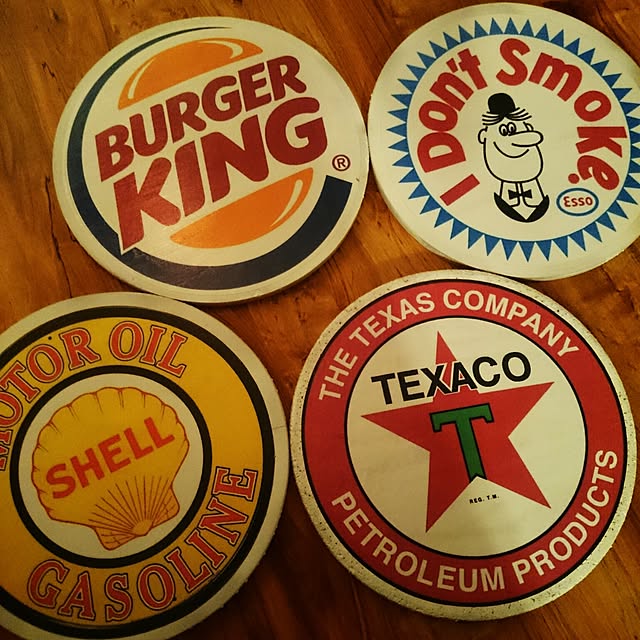 BURGER
KING
®
I Don't Smoke.
Esso
MOTOR OIL
SHELL
GASOLINE
THE TEXAS COMPANY
TEXACO
T
REG. T.M.
PETROLEUM PRODUCTS